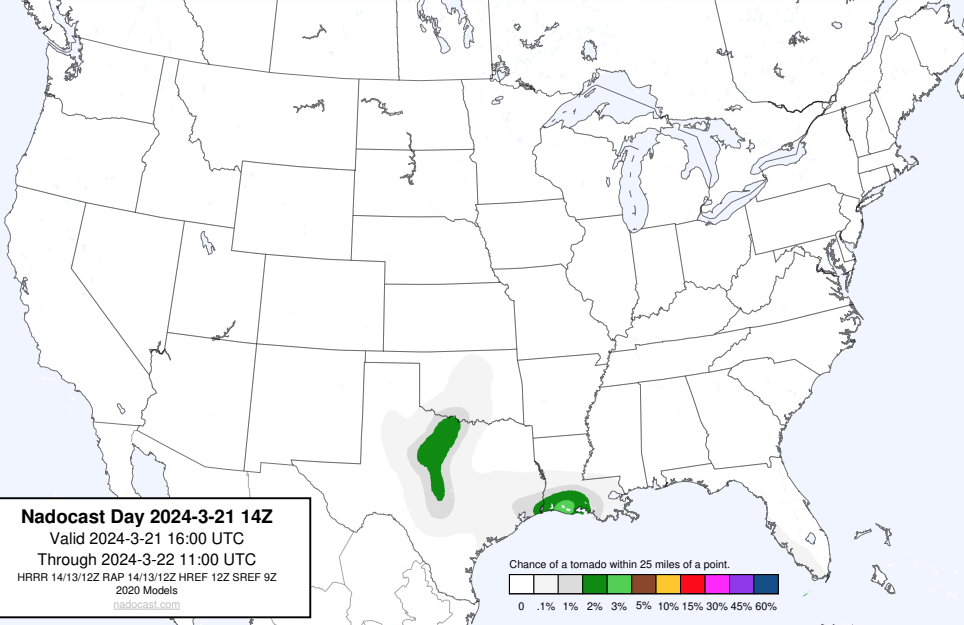 Nadocast Day 2024-3-21 14Z
Valid 2024-3-21 16:00 UTC
Through 2024-3-22 11:00 UTC
HRRR 14/13/12Z RAP 14/13/12Z HREF 12Z SREF 9Z
2020 Models
nadocast.com
Chance of a tornado within 25 miles of a point.
0 .1% 1% 2% 3% 5% 10% 15% 30% 45% 60%